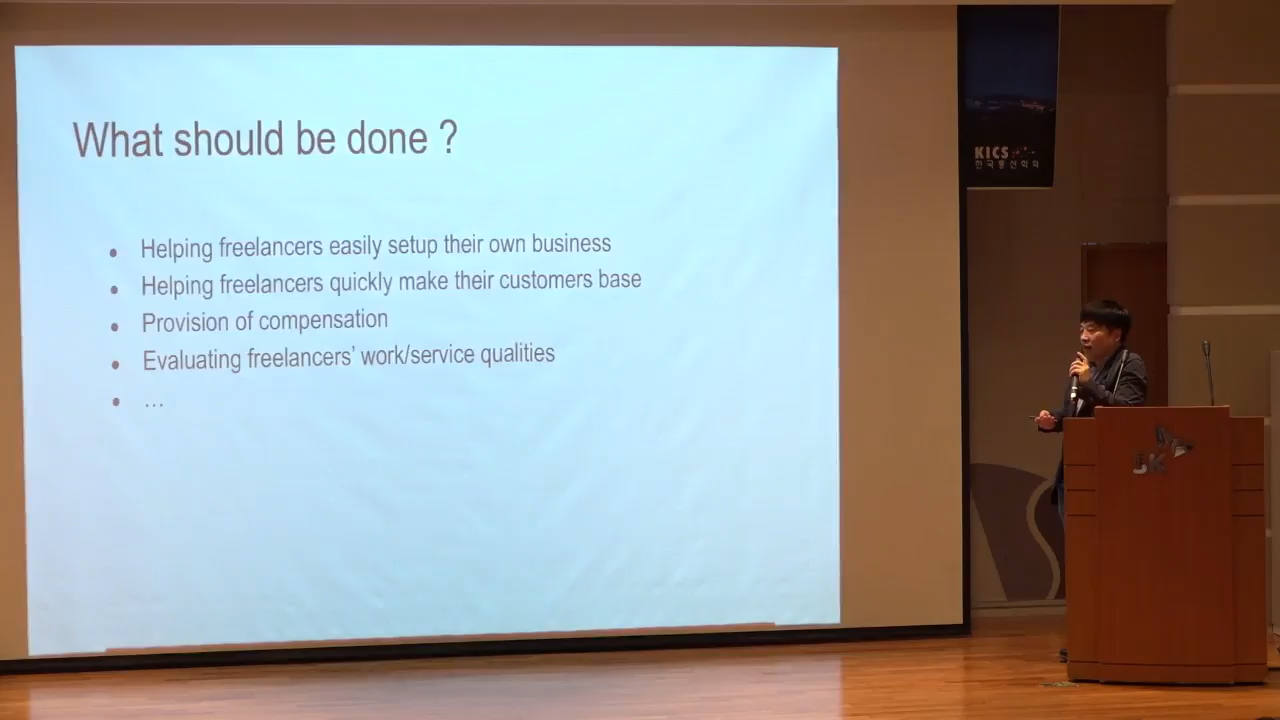 What should be done ?
• Helping freelancers easily setup their own business
• Helping freelancers quickly make their customers base
• Provision of compensation
• Evaluating freelancers' work/service qualities
• ...
KICS
한국통신학회
SK